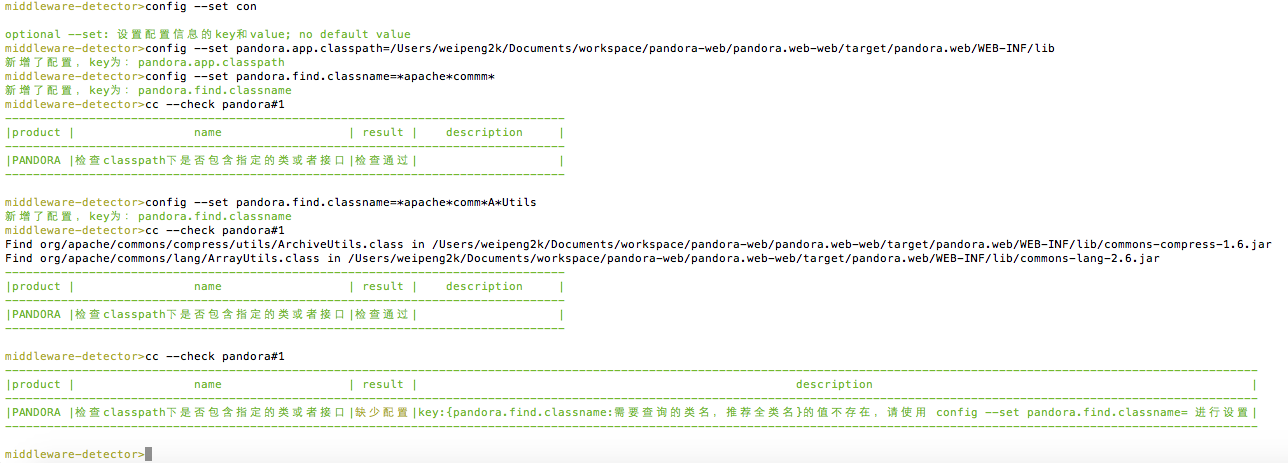 middleware-detector>config --set con
optional --set: 设置配置信息的key和value; no default value
middleware-detector>config --set pandora.app.classpath=/Users/weipeng2k/Documents/workspace/pandora-web/pandora.web-web/target/pandora.web/WEB-INF/lib
新增了配置，key为：pandora.app.classpath
middleware-detector>config --set pandora.find.classname=*apache*commm*
新增了配置，key为：pandora.find.classname
middleware-detector>cc --check pandora#1
|product | name | result | description |
|PANDORA |检查classpath下是否包含指定的类或者接口|检查通过| |
middleware-detector>config --set pandora.find.classname=*apache*comm*A*Utils
新增了配置，key为：pandora.find.classname
middleware-detector>cc --check pandora#1
Find org/apache/commons/compress/utils/ArchiveUtils.class in /Users/weipeng2k/Documents/workspace/pandora-web/pandora.web-web/target/pandora.web/WEB-INF/lib/commons-compress-1.6.jar
Find org/apache/commons/lang/ArrayUtils.class in /Users/weipeng2k/Documents/workspace/pandora-web/pandora.web-web/target/pandora.web/WEB-INF/lib/commons-lang-2.6.jar
|product | name | result | description |
|PANDORA |检查classpath下是否包含指定的类或者接口|检查通过| |
middleware-detector>cc --check pandora#1
|product | name | result | description |
|PANDORA |检查classpath下是否包含指定的类或者接口|缺少配置|key:{pandora.find.classname:需要查询的类名，推荐全类名}的值不存在，请使用 config --set pandora.find.classname= 进行设置|
middleware-detector>